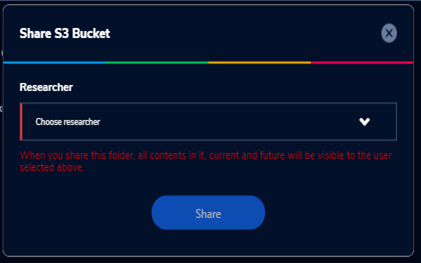 Share S3 Bucket
X
Researcher
Choose researcher
When you share this folder, all contents in it, current and future will be visible to the user
selected above.
Share